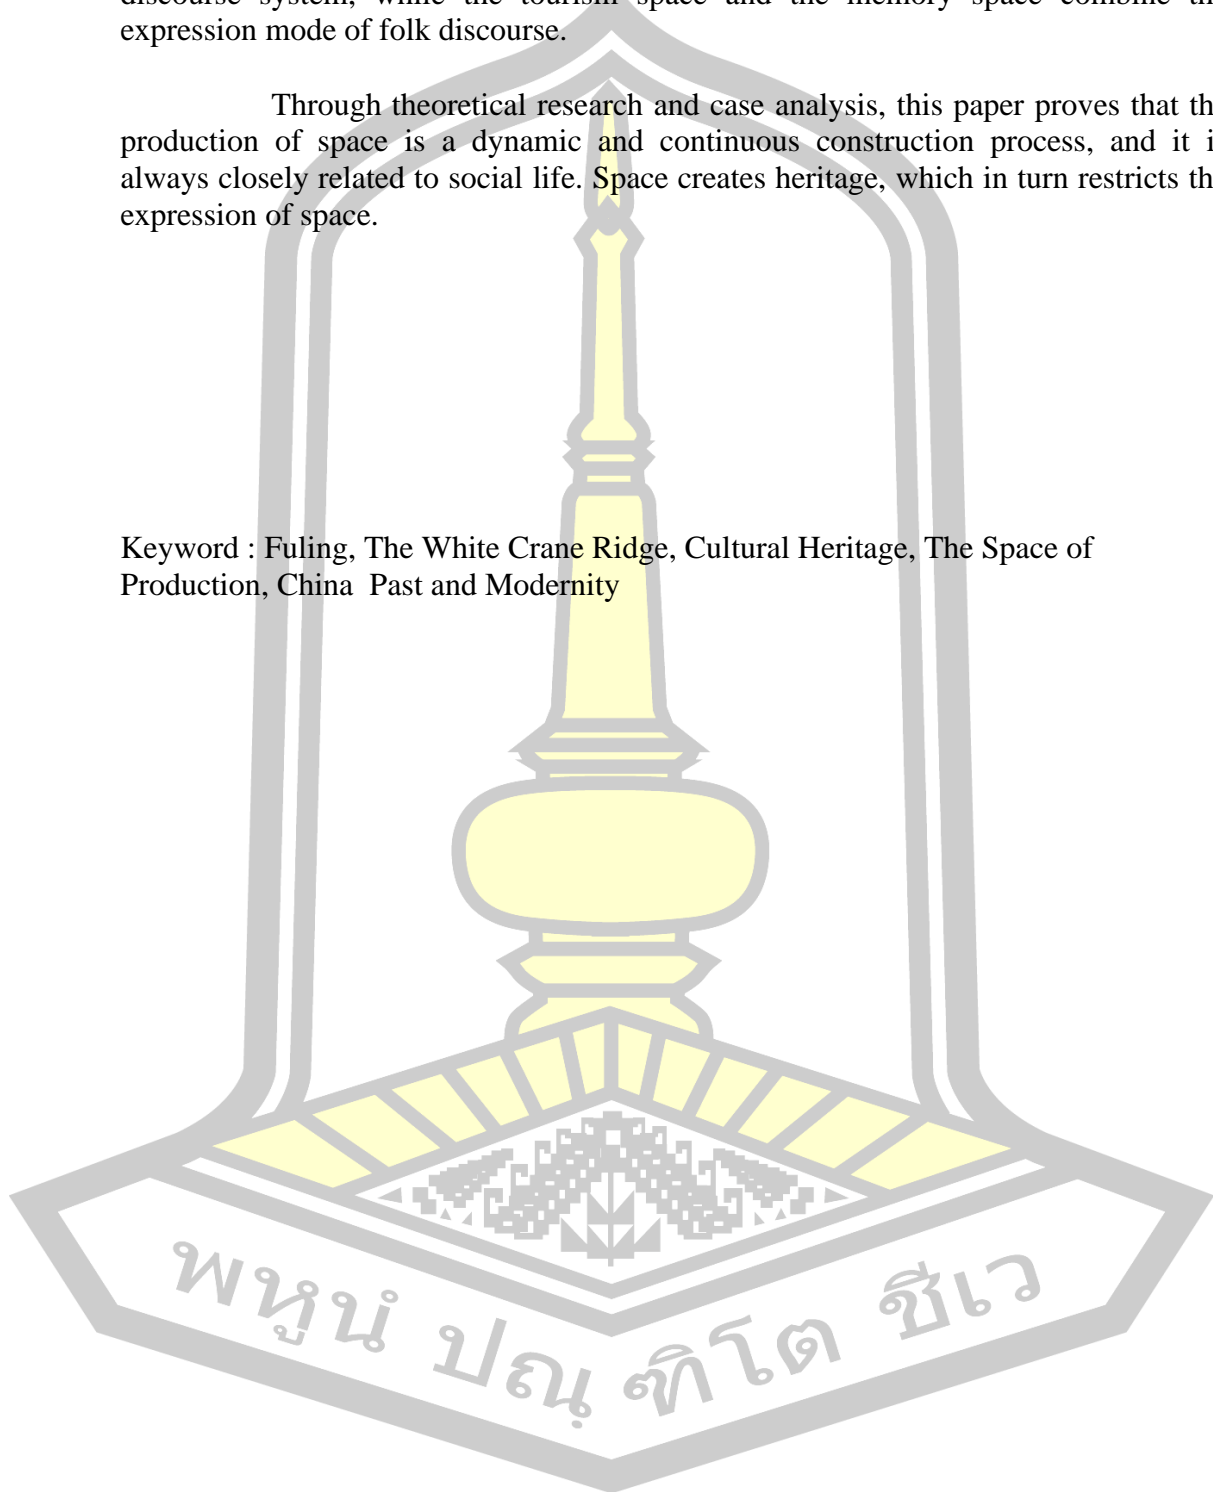 discourse system, while the tourism space and the memory space combine th
expression mode of folk discourse.
Through theoretical research and case analysis, this paper proves that th
production of space is a dynamic and continuous construction process, and it i
always closely related to social life. Space creates heritage, which in turn restricts th
expression of space.
Keyword : Fuling, The White Crane Ridge, Cultural Heritage, The Space of
Production, China Past and Modernity
พหูนํ ปณฺฑิโต ชีเว